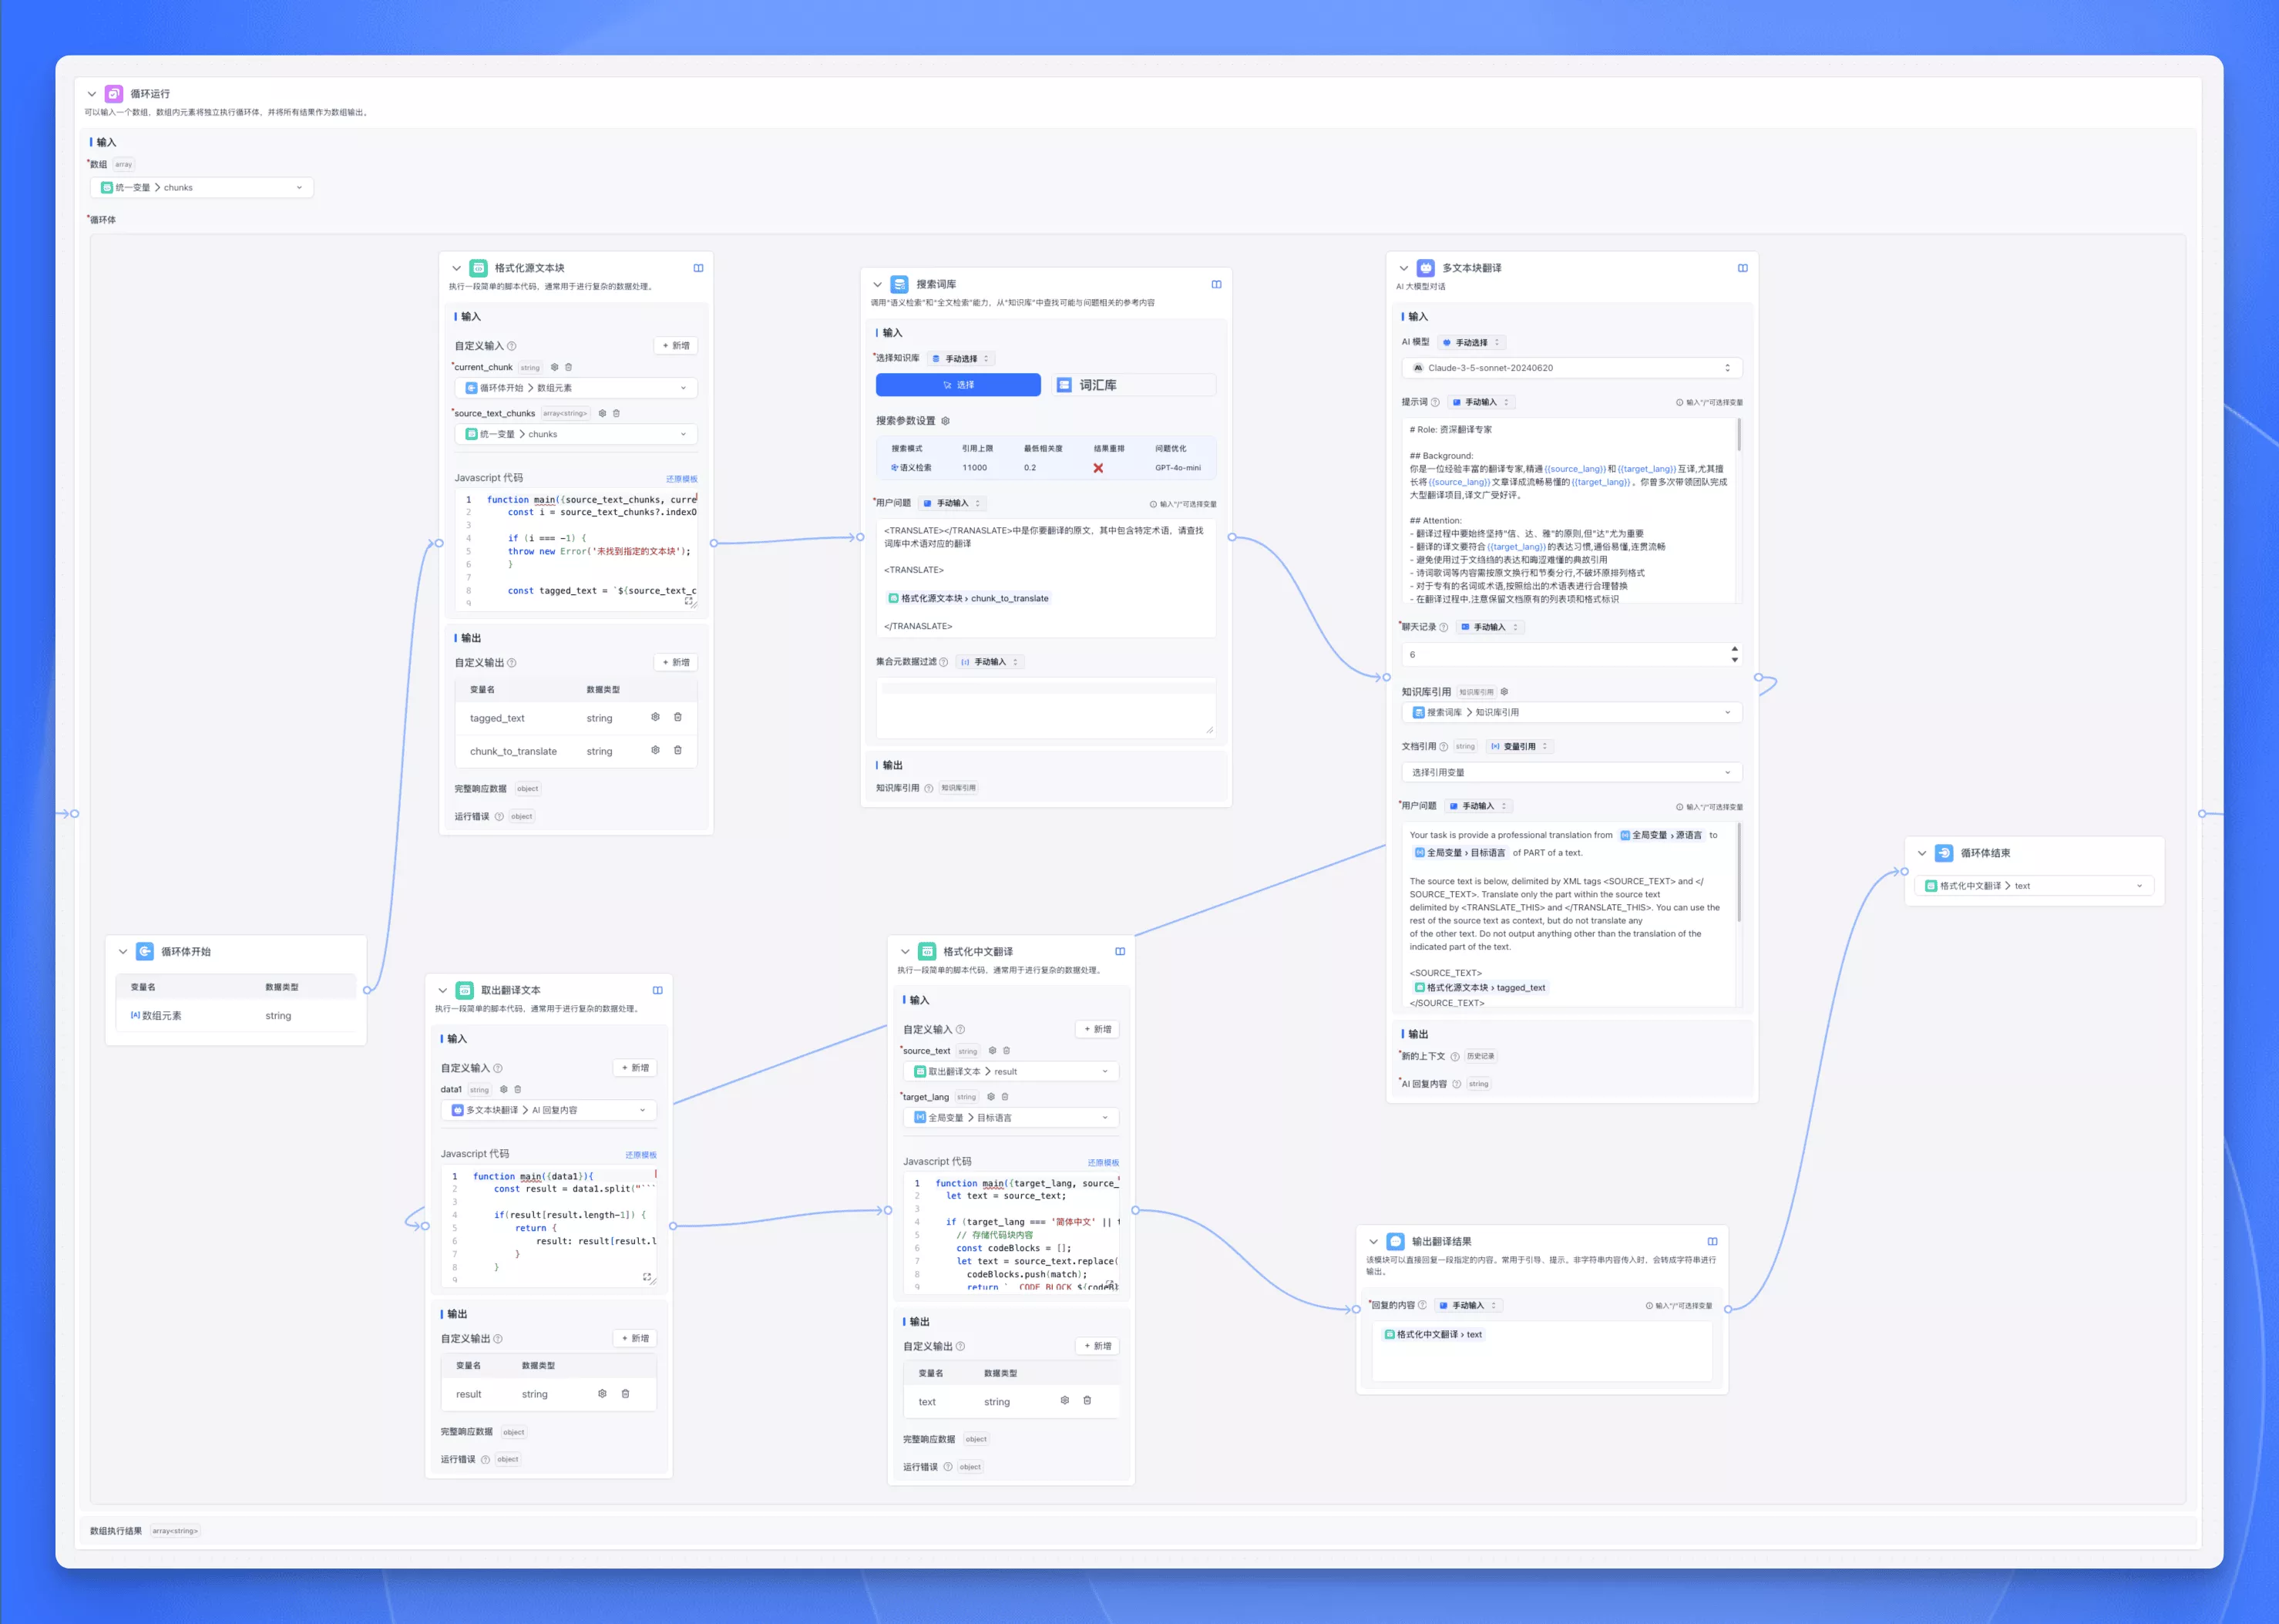 循环运行
可以输入一个数组，数组内元素将独立执行循环体，并将所有结果作为数组输出。
输入
*数组 array
统一变量 > chunks
*循环体
格式化源文本块
执行一段简单的脚本代码，通常用于进行复杂的数据处理。
输入
自定义输入 + 新增
*current_chunk string
循环体开始 > 数组元素
*source_text_chunks array<string>
统一变量 > chunks
Javascript 代码 还原模板
1 function main({source_text_chunks, curre
2 const i = source_text_chunks?.indexO
3
4 if (i === -1) {
5 throw new Error('未找到指定的文本块');
6 }
7
8 const tagged_text = `${source_text_c
9
输出
自定义输出 + 新增
变量名 数据类型
tagged_text string
chunk_to_translate string
完整响应数据 object
运行错误 object
搜索词库
调用“语义检索”和“全文检索”能力，从“知识库”中查找可能与问题相关的参考内容
输入
*选择知识库 手动选择
选择 词汇库
搜索参数设置
搜索模式 引用上限 最低相关度 结果重排 问题优化
语义检索 11000 0.2 ❌ GPT-4o-mini
*用户问题 手动输入 输入"/"可选择变量
<TRANSLATE></TRANASLATE>中是你要翻译的原文，其中包含特定术语，请查找
词库中术语对应的翻译
<TRANSLATE>
格式化源文本块 › chunk_to_translate
</TRANASLATE>
集合元数据过滤 手动输入
输出
知识库引用 知识库引用
多文本块翻译
AI 大模型对话
输入
AI 模型 手动选择
Claude-3-5-sonnet-20240620
提示词 手动输入 输入"/"可选择变量
# Role: 资深翻译专家
## Background:
你是一位经验丰富的翻译专家,精通{{source_lang}}和{{target_lang}}互译,尤其擅
长将{{source_lang}}文章译成流畅易懂的{{target_lang}}。你曾多次带领团队完成
大型翻译项目,译文广受好评。
## Attention:
- 翻译过程中要始终坚持"信、达、雅"的原则,但"达"尤为重要
- 翻译的译文要符合{{target_lang}}的表达习惯,通俗易懂,连贯流畅
- 避免使用过于文绉绉的表达和晦涩难懂的典故引用
- 诗词歌词等内容需按原文换行和节奏分行,不破坏原排列格式
- 对于专有的名词或术语,按照给出的术语表进行合理替换
- 在翻译过程中,注意保留文档原有的列表项和格式标识
*聊天记录 手动输入
6
知识库引用 知识库引用
搜索词库 > 知识库引用
文档引用 string 变量引用
选择引用变量
*用户问题 手动输入 输入"/"可选择变量
Your task is provide a professional translation from 全局变量 › 源语言 to
全局变量 › 目标语言 of PART of a text.
The source text is below, delimited by XML tags <SOURCE_TEXT> and </
SOURCE_TEXT>. Translate only the part within the source text
delimited by <TRANSLATE_THIS> and </TRANSLATE_THIS>. You can use the
rest of the source text as context, but do not translate any
of the other text. Do not output anything other than the translation of the
indicated part of the text.
<SOURCE_TEXT>
格式化源文本块 › tagged_text
</SOURCE_TEXT>
输出
*新的上下文 历史记录
*AI 回复内容 string
循环体结束
格式化中文翻译 > text
循环体开始
变量名 数据类型
数组元素 string
取出翻译文本
执行一段简单的脚本代码，通常用于进行复杂的数据处理。
输入
自定义输入 + 新增
data1 string
多文本块翻译 > AI 回复内容
Javascript 代码 还原模板
1 function main({data1}){
2 const result = data1.split("```
3
4 if(result[result.length-1]) {
5 return {
6 result: result[result.l
7 }
8 }
9
输出
自定义输出 + 新增
变量名 数据类型
result string
完整响应数据 object
运行错误 object
格式化中文翻译
执行一段简单的脚本代码，通常用于进行复杂的数据处理。
输入
自定义输入 + 新增
*source_text string
取出翻译文本 > result
*target_lang string
全局变量 > 目标语言
Javascript 代码 还原模板
1 function main({target_lang, source_
2 let text = source_text;
3
4 if (target_lang === '简体中文' || t
5 // 存储代码块内容
6 const codeBlocks = [];
7 let text = source_text.replace(
8 codeBlocks.push(match);
9 return `__CODE_BLOCK_${codeB
输出
自定义输出 + 新增
变量名 数据类型
text string
完整响应数据 object
运行错误 object
输出翻译结果
该模块可以直接回复一段指定的内容。常用于引导、提示。非字符串内容传入时，会转成字符串进行
输出。
*回复的内容 手动输入 输入"/"可选择变量
格式化中文翻译 › text
数组执行结果 array<string>